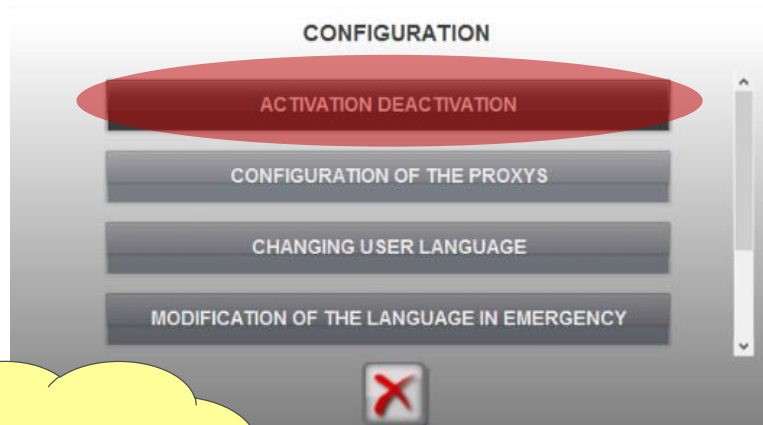 CONFIGURATION
ACTIVATION DEACTIVATION
CONFIGURATION OF THE PROXYS
CHANGING USER LANGUAGE
MODIFICATION OF THE LANGUAGE IN EMERGENCY